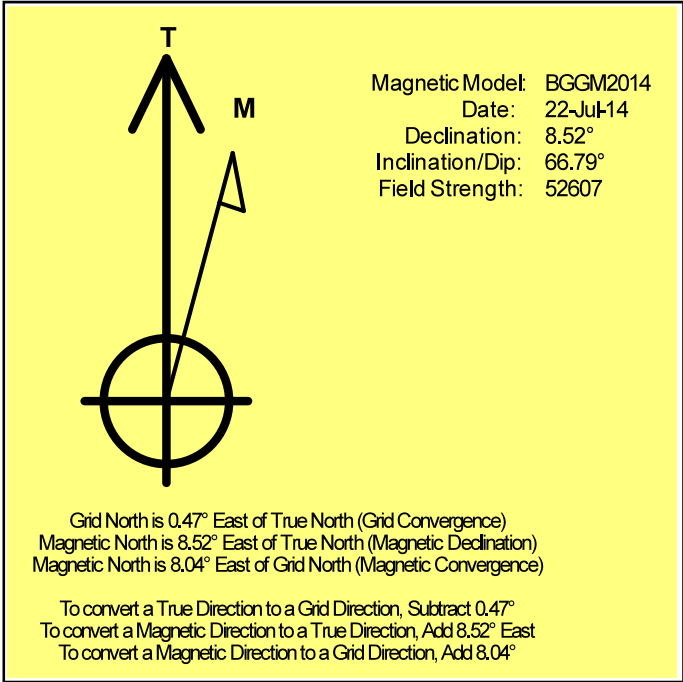 T
M
Magnetic Model: BGGM2014
Date: 22-Jul-14
Declination: 8.52°
Inclination/Dip: 66.79°
Field Strength: 52607
Grid North is 0.47° East of True North (Grid Convergence)
Magnetic North is 8.52° East of True North (Magnetic Declination)
Magnetic North is 8.04° East of Grid North (Magnetic Convergence)
To convert a True Direction to a Grid Direction, Subtract 0.47°
To convert a Magnetic Direction to a True Direction, Add 8.52° East
To convert a Magnetic Direction to a Grid Direction, Add 8.04°